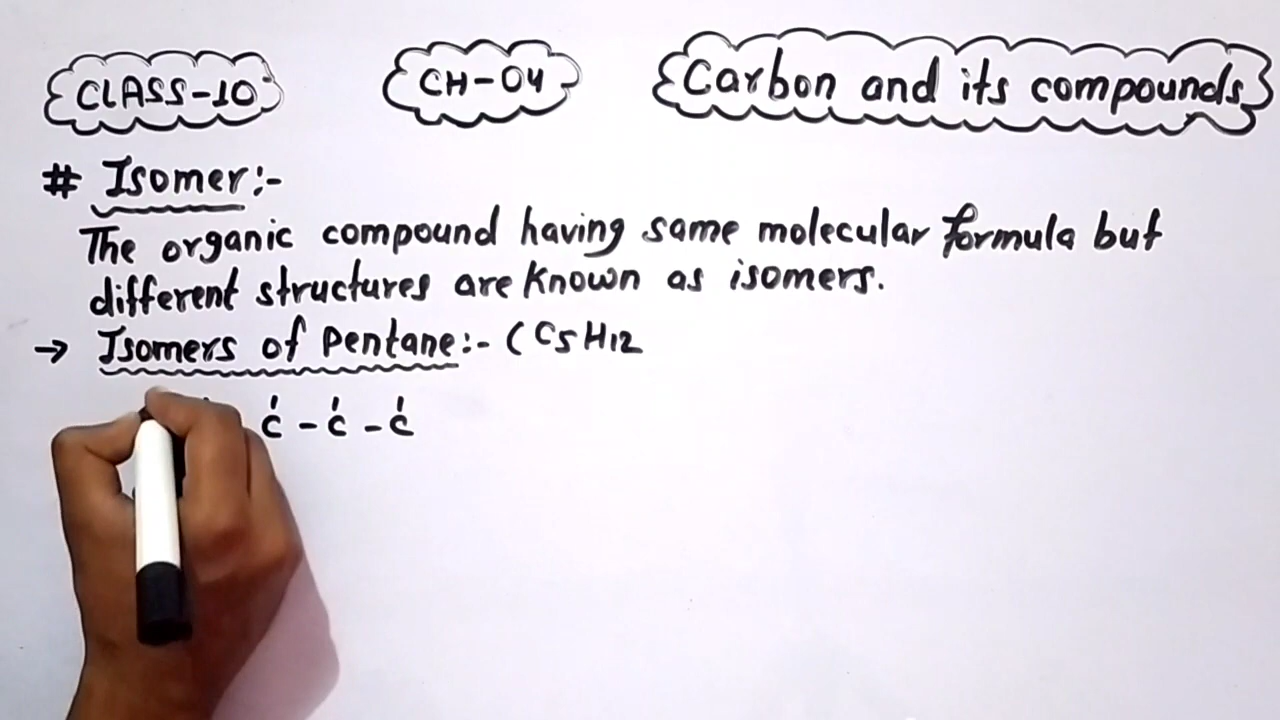 CLASS-10
CH-04
Carbon and its compounds
# Isomer:-
The organic compound having same molecular formula but
different structures are known as isomers.
→ Isomers of Pentane:- (C5H12
C - C - C